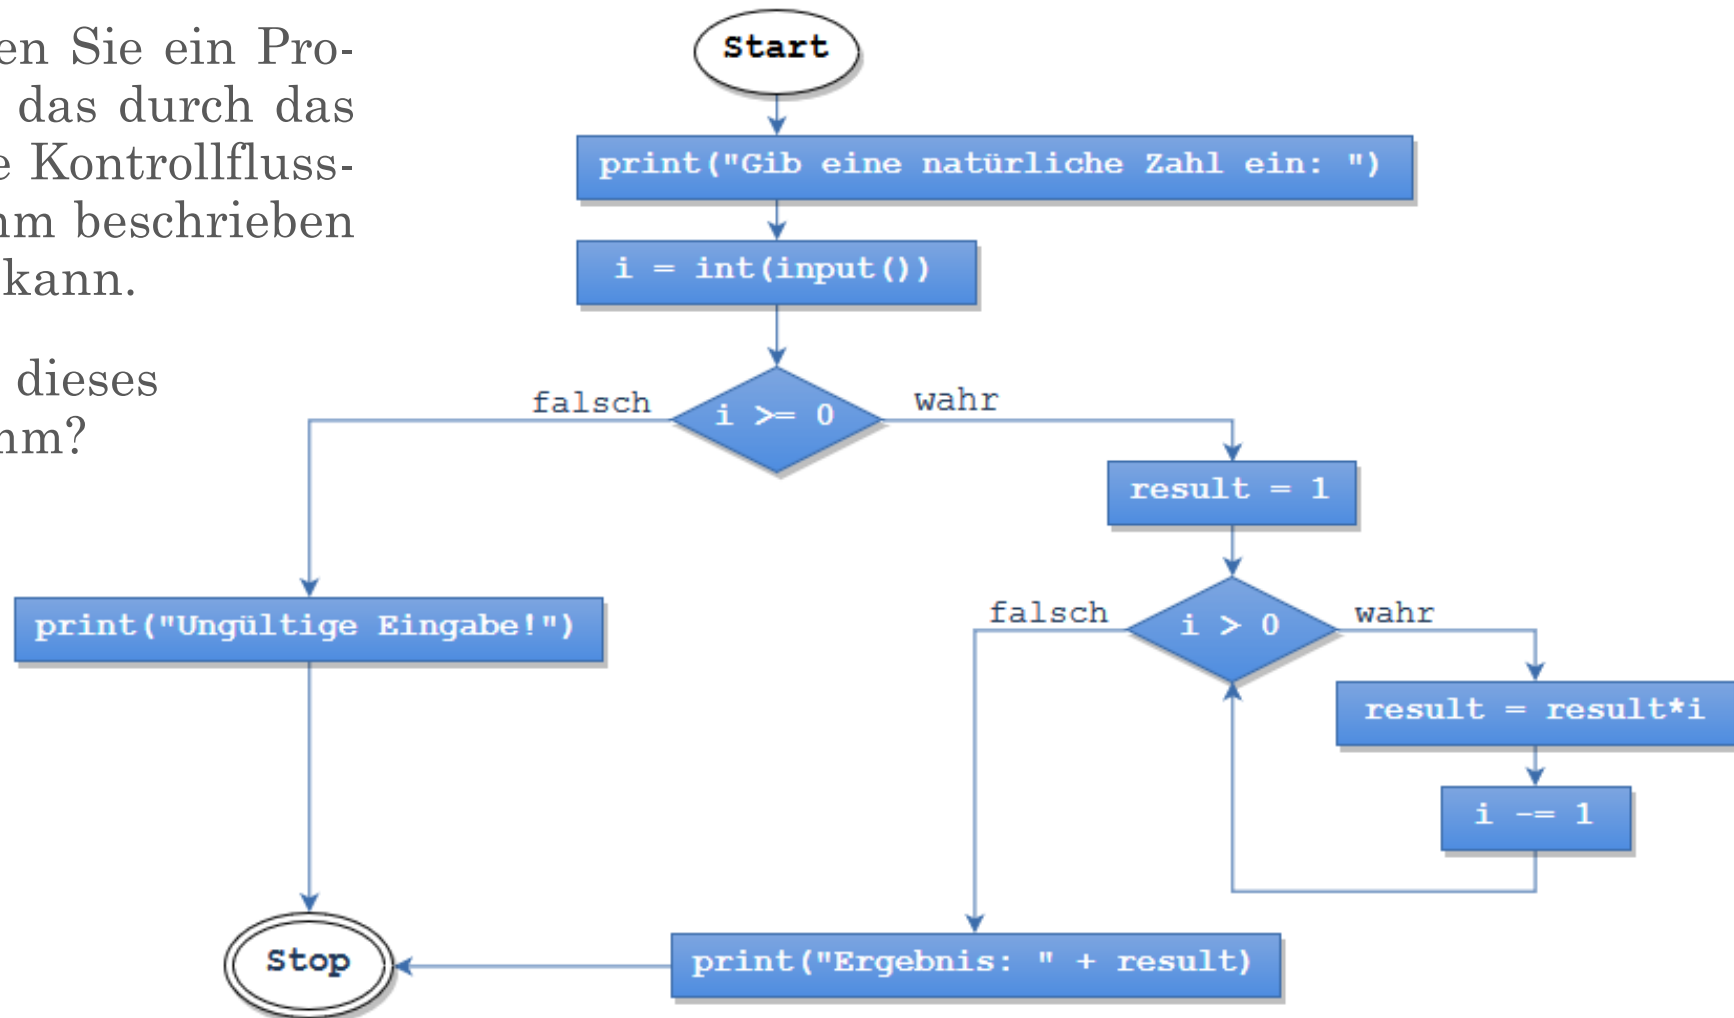 en Sie ein Pro-
das durch das
e Kontrollfluss-
mm beschrieben
kann.
dieses
mm?
Start
print("Gib eine natürliche Zahl ein: ")
i = int(input())
falsch
i >= 0
wahr
result = 1
print("Ungültige Eingabe!")
falsch
i > 0
wahr
result = result*i
i -= 1
Stop
print("Ergebnis: " + result)